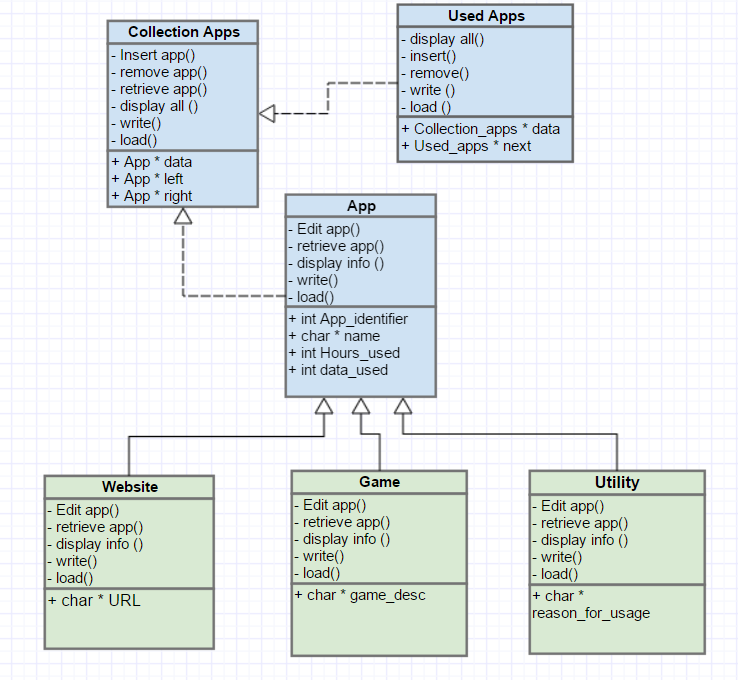 Collection Apps
- Insert app()
- remove app()
- retrieve app()
- display all ()
- write()
- load()
+ App * data
+ App * left
+ App * right
Used Apps
- display all()
- insert()
- remove()
- write ()
- load ()
+ Collection_apps * data
+ Used_apps * next
App
- Edit app()
- retrieve app()
- display info ()
- write()
- load()
+ int App_identifier
+ char * name
+ int Hours_used
+ int data_used
Website
- Edit app()
- retrieve app()
- display info ()
- write()
- load()
+ char * URL
Game
- Edit app()
- retrieve app()
- display info ()
- write()
- load()
+ char * game_desc
Utility
- Edit app()
- retrieve app()
- display info ()
- write()
- load()
+ char *
reason_for_usage